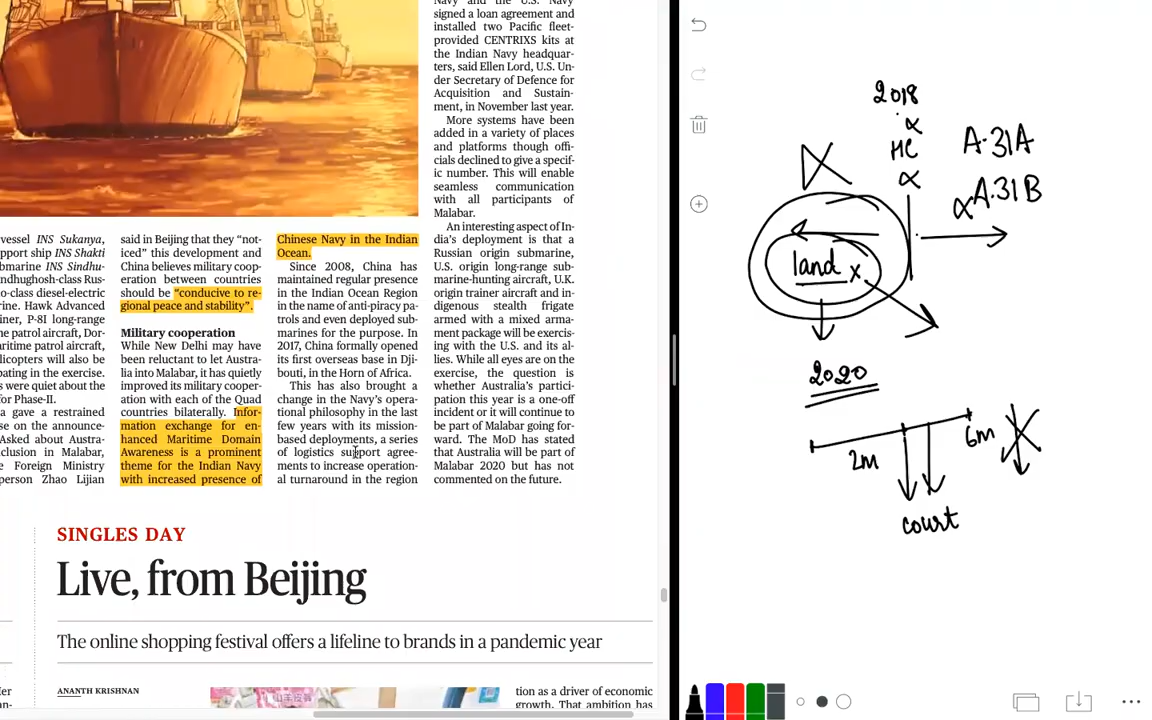 vessel INS Sukanya,
pport ship INS Shakti
bmarine INS Sindhu-
ndhughosh-class Rus-
o-class diesel-electric
rine. Hawk Advanced
iner, P-8I long-range
e patrol aircraft, Dor-
aritime patrol aircraft,
licopters will also be
pating in the exercise.
s were quiet about the
for Phase-II.
a gave a restrained
se on the announce-
Asked about Austra-
clusion in Malabar,
e Foreign Ministry
person Zhao Lijian
said in Beijing that they “not-
iced” this development and
China believes military coop-
eration between countries
should be “conducive to re-
gional peace and stability”.
Military cooperation
While New Delhi may have
been reluctant to let Austra-
lia into Malabar, it has quietly
improved its military cooper-
ation with each of the Quad
countries bilaterally. Infor-
mation exchange for en-
hanced Maritime Domain
Awareness is a prominent
theme for the Indian Navy
with increased presence of
Chinese Navy in the Indian
Ocean.
Since 2008, China has
maintained regular presence
in the Indian Ocean Region
in the name of anti-piracy pa-
trols and even deployed sub-
marines for the purpose. In
2017, China formally opened
its first overseas base in Dji-
bouti, in the Horn of Africa.
This has also brought a
change in the Navy's opera-
tional philosophy in the last
few years with its mission-
based deployments, a series
of logistics support agree-
ments to increase operation-
al turnaround in the region
Navy and the U.S. Navy
signed a loan agreement and
installed two Pacific fleet-
provided CENTRIXS kits at
the Indian Navy headquar-
ters, said Ellen Lord, U.S. Un-
der Secretary of Defence for
Acquisition and Sustain-
ment, in November last year.
More systems have been
added in a variety of places
and platforms though offi-
cials declined to give a specif-
ic number. This will enable
seamless communication
with all participants of
Malabar.
An interesting aspect of In-
dia's deployment is that a
Russian origin submarine,
U.S. origin long-range sub-
marine-hunting aircraft, U.K.
origin trainer aircraft and in-
digenous stealth frigate
armed with a mixed arma-
ment package will be exercis-
ing with the U.S. and its al-
lies. While all eyes are on the
exercise, the question is
whether Australia's partici-
pation this year is a one-off
incident or it will continue to
be part of Malabar going for-
ward. The MoD has stated
that Australia will be part of
Malabar 2020 but has not
commented on the future.
SINGLES DAY
Live, from Beijing
The online shopping festival offers a lifeline to brands in a pandemic year
ANANTH KRISHNAN
tion as a driver of economic
growth. That ambition has
2018
HC
A·31A
A·31B
land x
2020
2M
6M
court